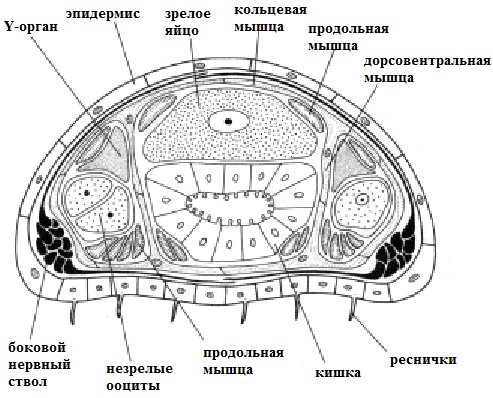 Y-орган
эпидермис
зрелое
яйцо
кольцевая
мышца
продольная
мышца
дорсовентральная
мышца
боковой
нервный
ствол
незрелые
ооциты
продольная
мышца
кишка
реснички